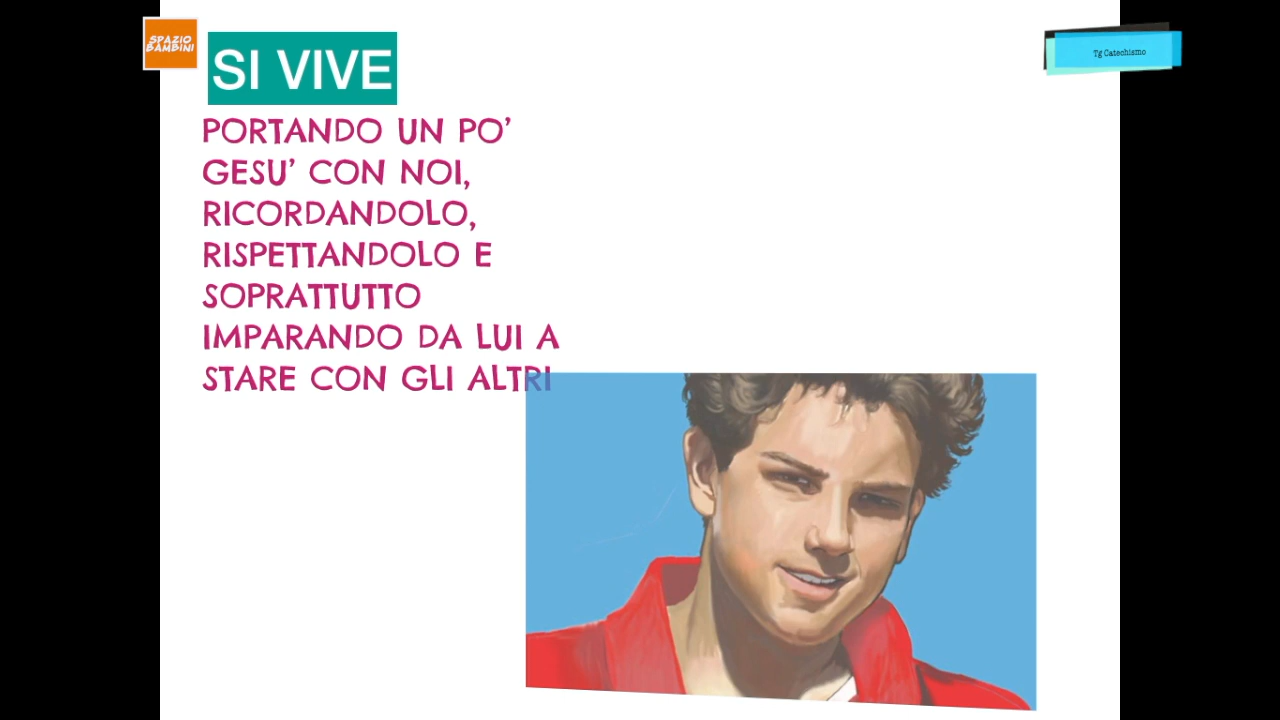 SPAZIO
BAMBINI
SI VIVE
Tg Catechismo
PORTANDO UN PO’
GESU’ CON NOI,
RICORDANDOLO,
RISPETTANDOLO E
SOPRATTUTTO
IMPARANDO DA LUI A
STARE CON GLI ALTRI